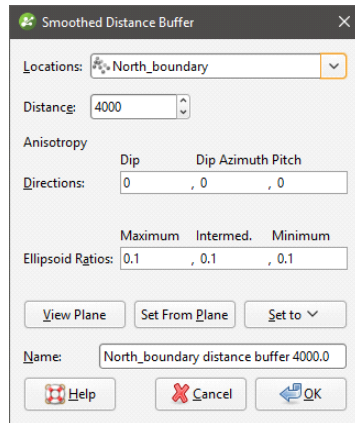 Smoothed Distance Buffer
Locations: North_boundary
Distance: 4000
Anisotropy
Dip Dip Azimuth Pitch
Directions: 0 , 0 , 0
Maximum Intermed. Minimum
Ellipsoid Ratios: 0.1 , 0.1 , 0.1
View Plane Set From Plane Set to
Name: North_boundary distance buffer 4000.0
Help Cancel OK